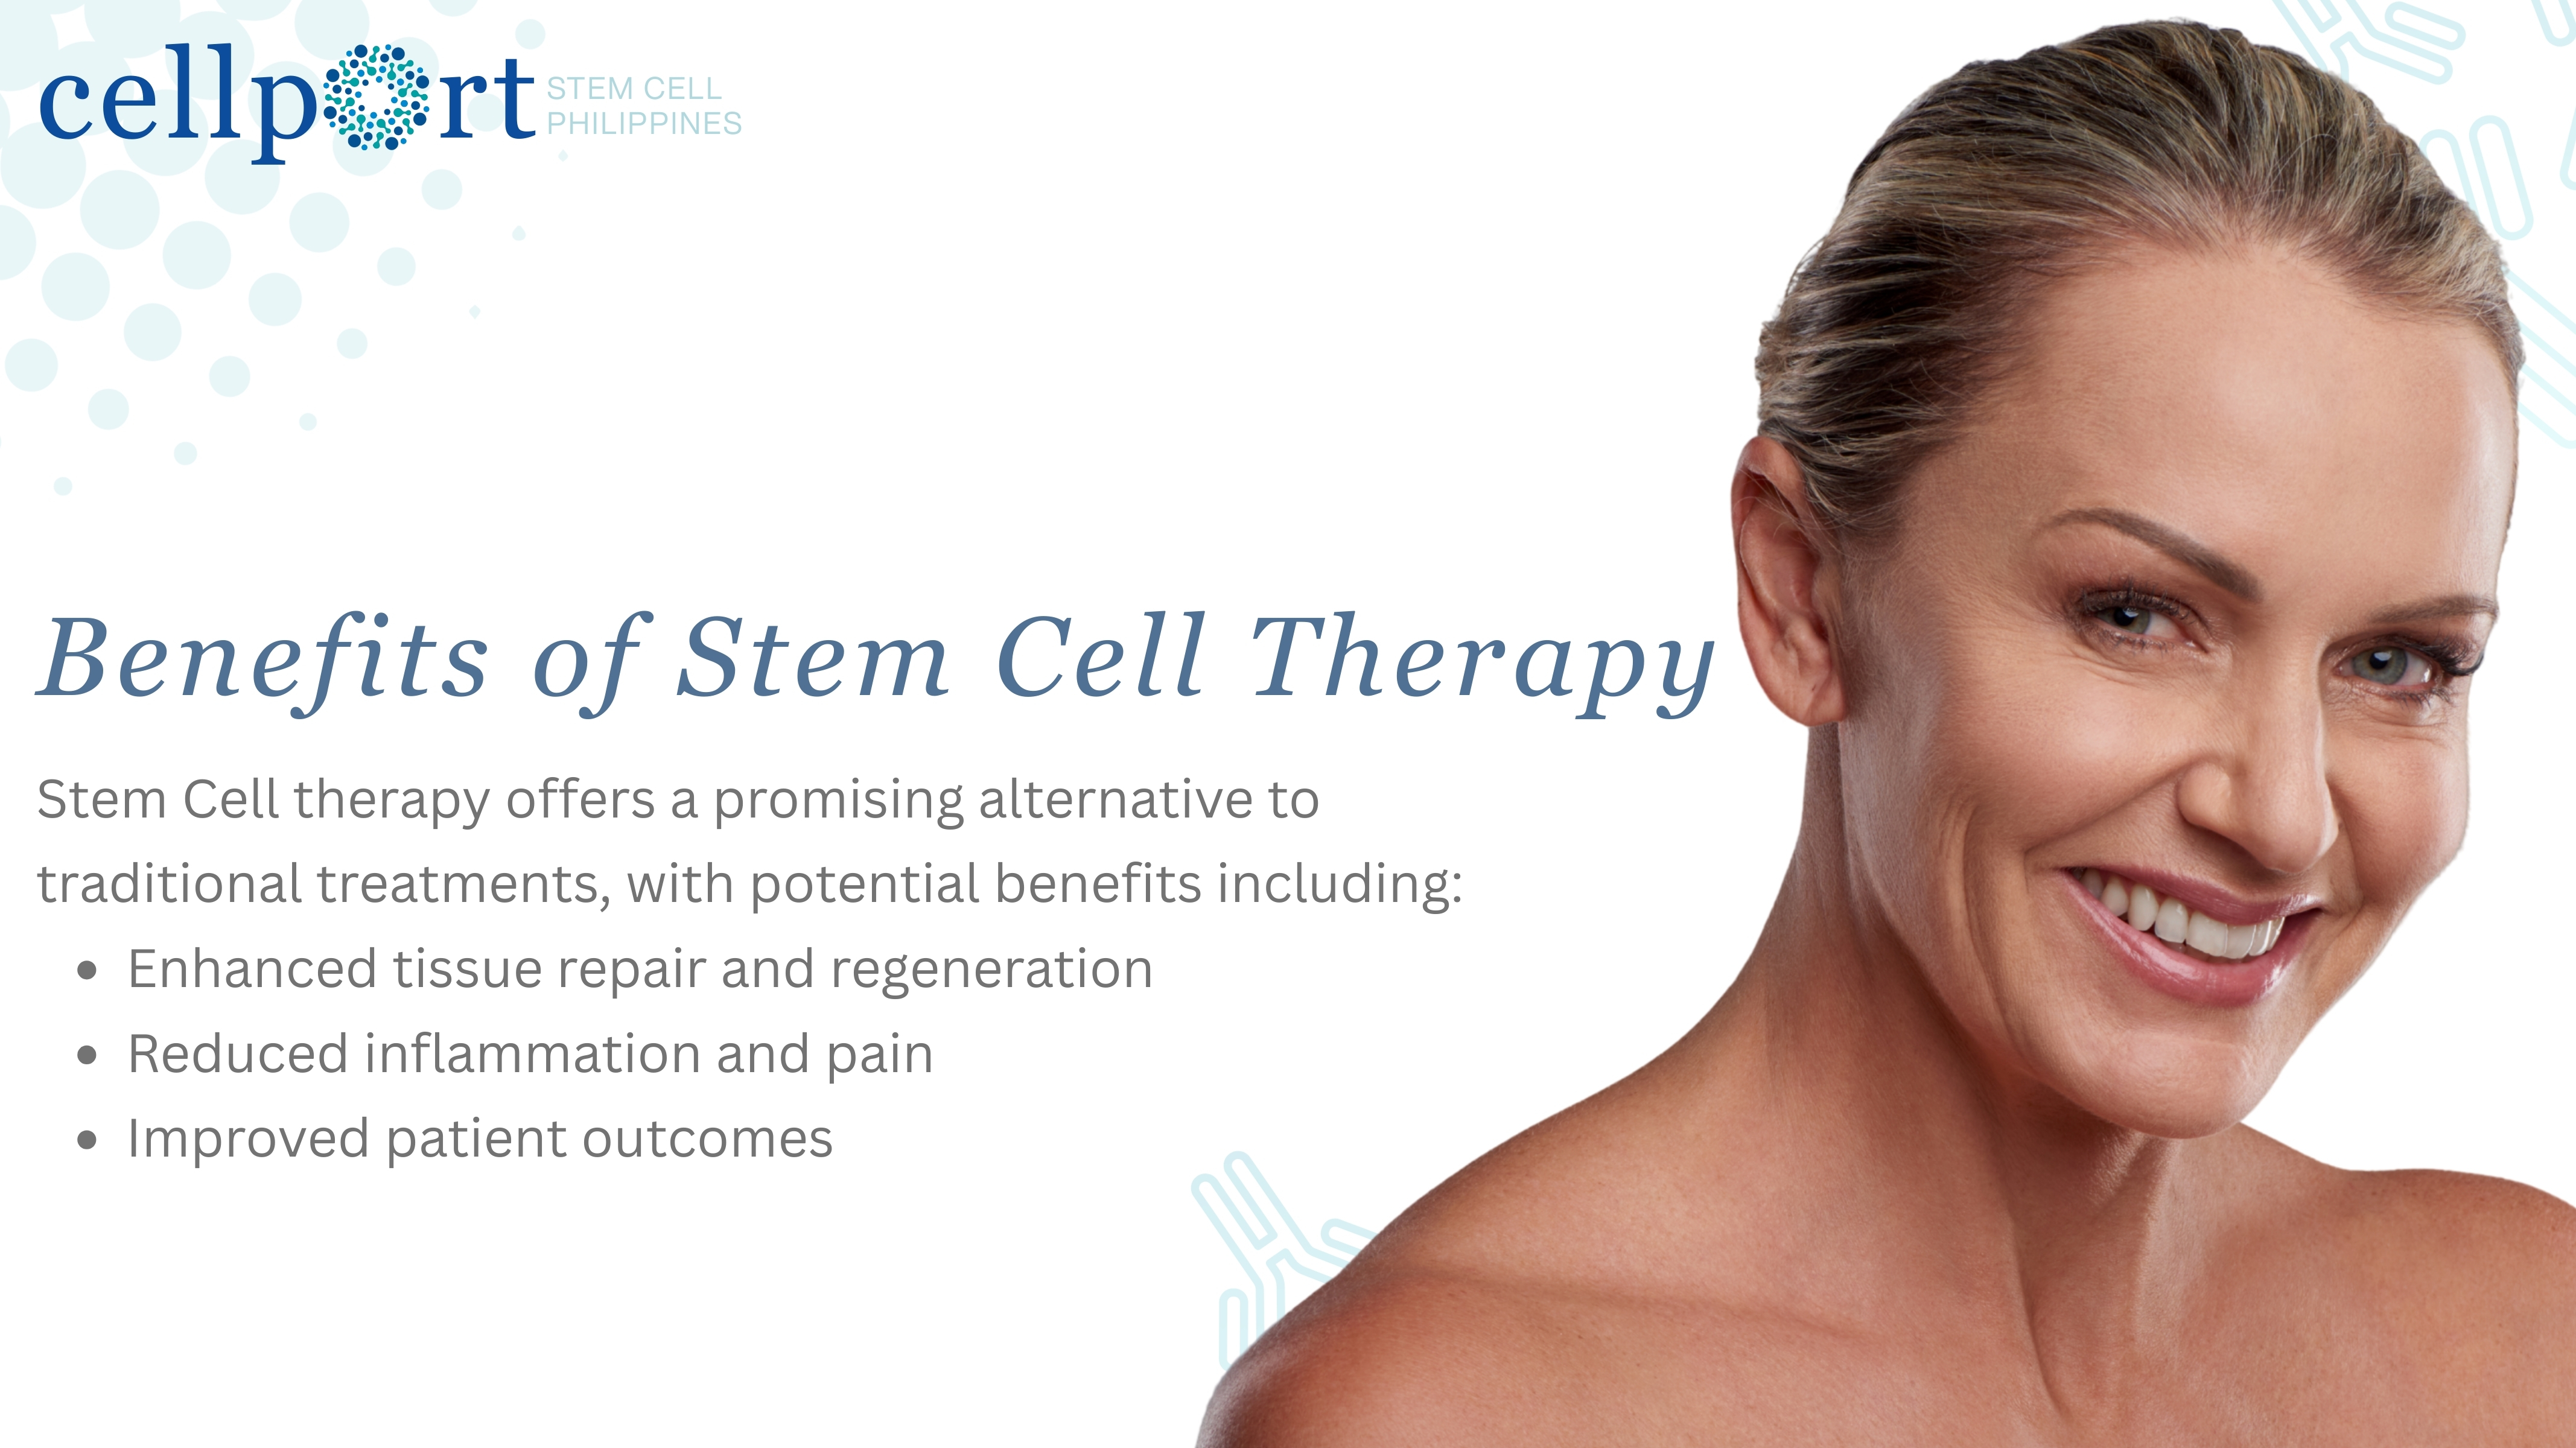 cellport
STEM CELL
PHILIPPINES
Benefits of Stem Cell Therapy
Stem Cell therapy offers a promising alternative to
traditional treatments, with potential benefits including:
• Enhanced tissue repair and regeneration
• Reduced inflammation and pain
• Improved patient outcomes